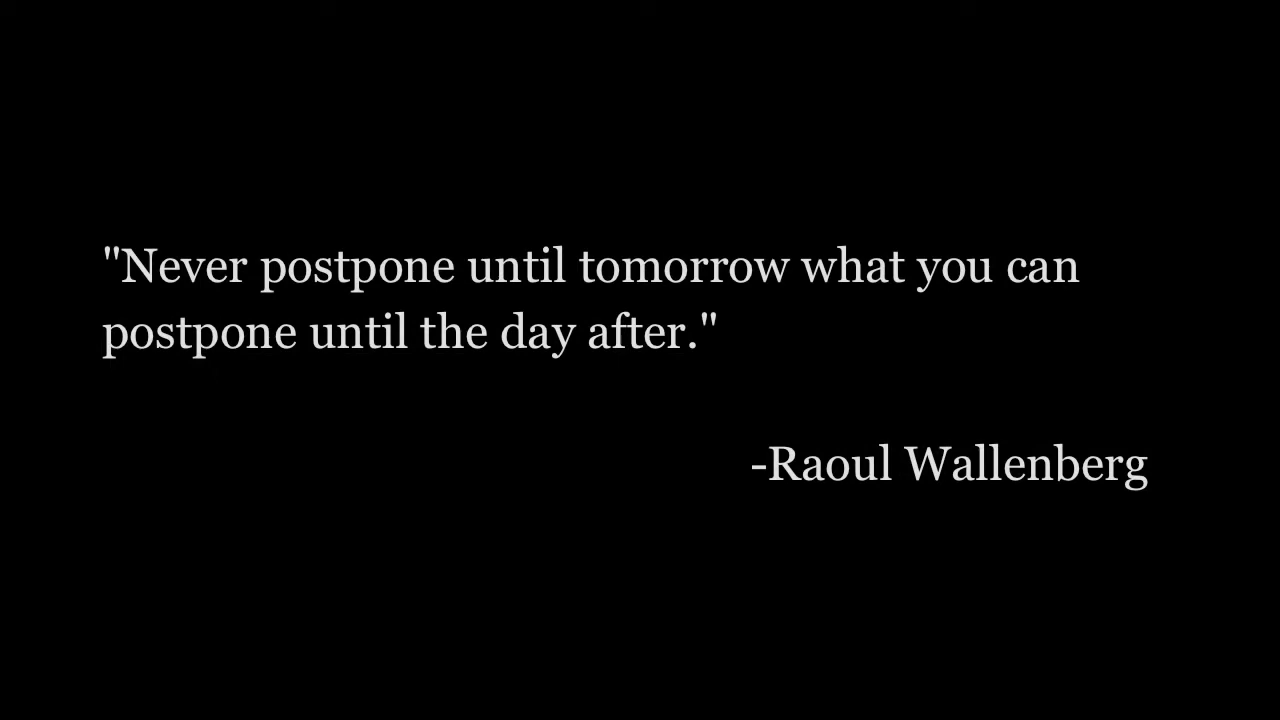 "Never postpone until tomorrow what you can
postpone until the day after."
-Raoul Wallenberg